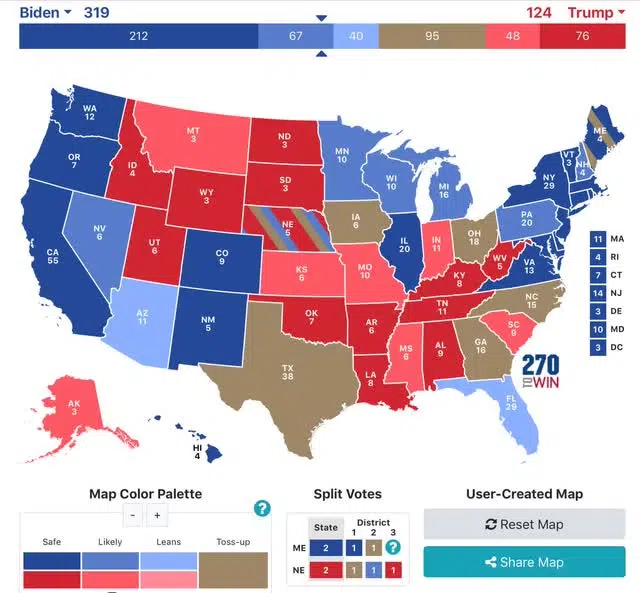 Biden 319
124 Trump
212 67 40 95 48 76
WA
12
OR
7
CA
55
NV
6
ID
4
MT
3
WY
3
UT
6
AZ
11
CO
9
NM
5
ND
3
SD
3
NE
5
KS
6
OK
7
TX
38
MN
10
IA
6
MO
10
AR
6
LA
8
WI
10
IL
20
MI
16
IN
11
OH
18
KY
8
TN
11
MS
6
AL
9
GA
16
FL
29
SC
9
NC
15
VA
13
WV
5
PA
20
NY
29
VT
3
NH
4
ME
4
AK
3
HI
4
11 MA
4 RI
7 CT
14 NJ
3 DE
10 MD
3 DC
270
TO WIN
Map Color Palette
- +
?
Safe Likely Leans Toss-up
Split Votes
State District
1 2 3
ME 2 1 1 ?
NE 2 1 1 1
User-Created Map
Reset Map
Share Map